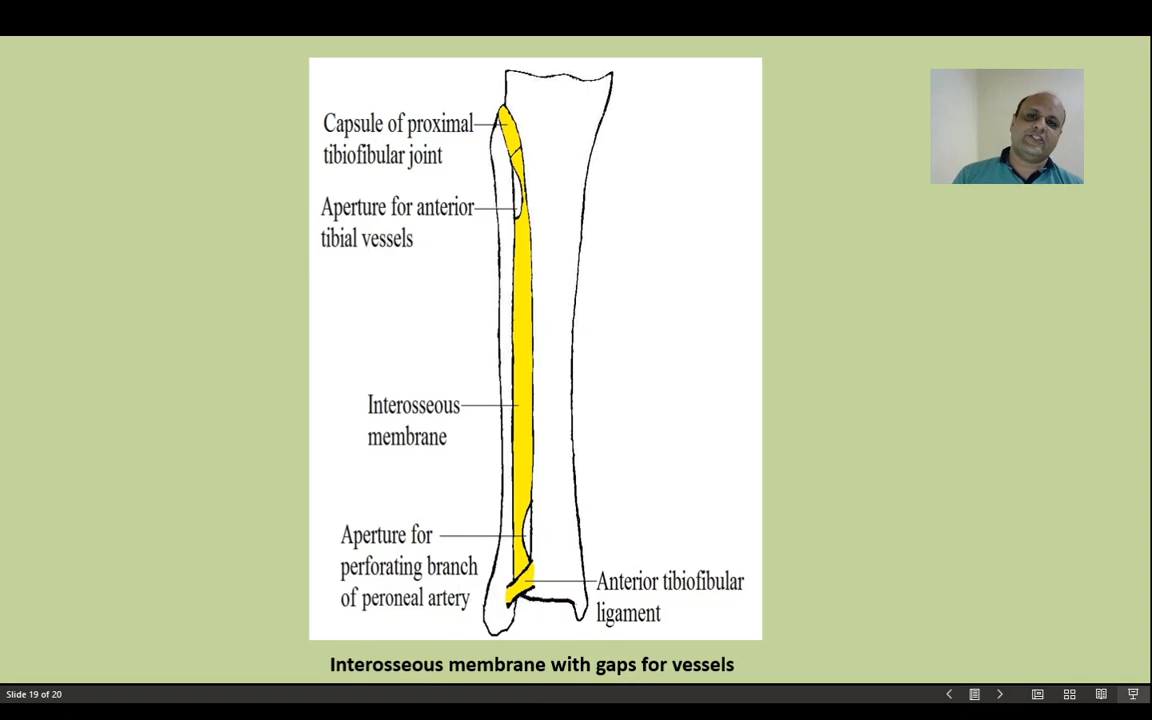 Capsule of proximal
tibiofibular joint
Aperture for anterior
tibial vessels
Interosseous
membrane
Aperture for
perforating branch
of peroneal artery
Anterior tibiofibular
ligament
Interosseous membrane with gaps for vessels
Slide 19 of 20